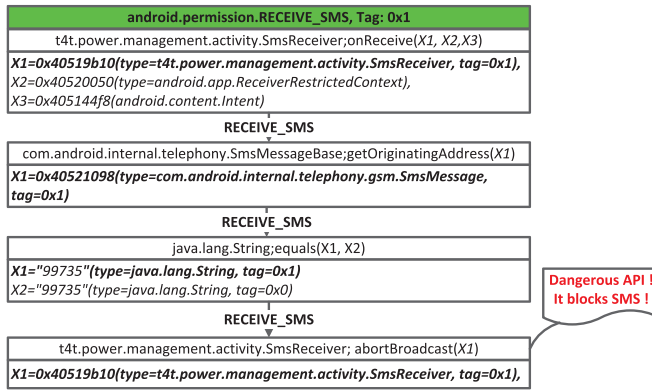 android.permission.RECEIVE_SMS, Tag: 0x1
t4t.power.management.activity.SmsReceiver;onReceive(X1, X2,X3)
X1=0x40519b10(type=t4t.power.management.activity.SmsReceiver, tag=0x1),
X2=0x40520050(type=android.app.ReceiverRestrictedContext),
X3=0x405144f8(android.content.Intent)
RECEIVE_SMS
com.android.internal.telephony.SmsMessageBase;getOriginatingAddress(X1)
X1=0x40521098(type=com.android.internal.telephony.gsm.SmsMessage,
tag=0x1)
RECEIVE_SMS
java.lang.String;equals(X1, X2)
X1="99735"(type=java.lang.String, tag=0x1)
X2="99735"(type=java.lang.String, tag=0x0)
RECEIVE_SMS
Dangerous API !
It blocks SMS !
t4t.power.management.activity.SmsReceiver; abortBroadcast(X1)
X1=0x40519b10(type=t4t.power.management.activity.SmsReceiver, tag=0x1),